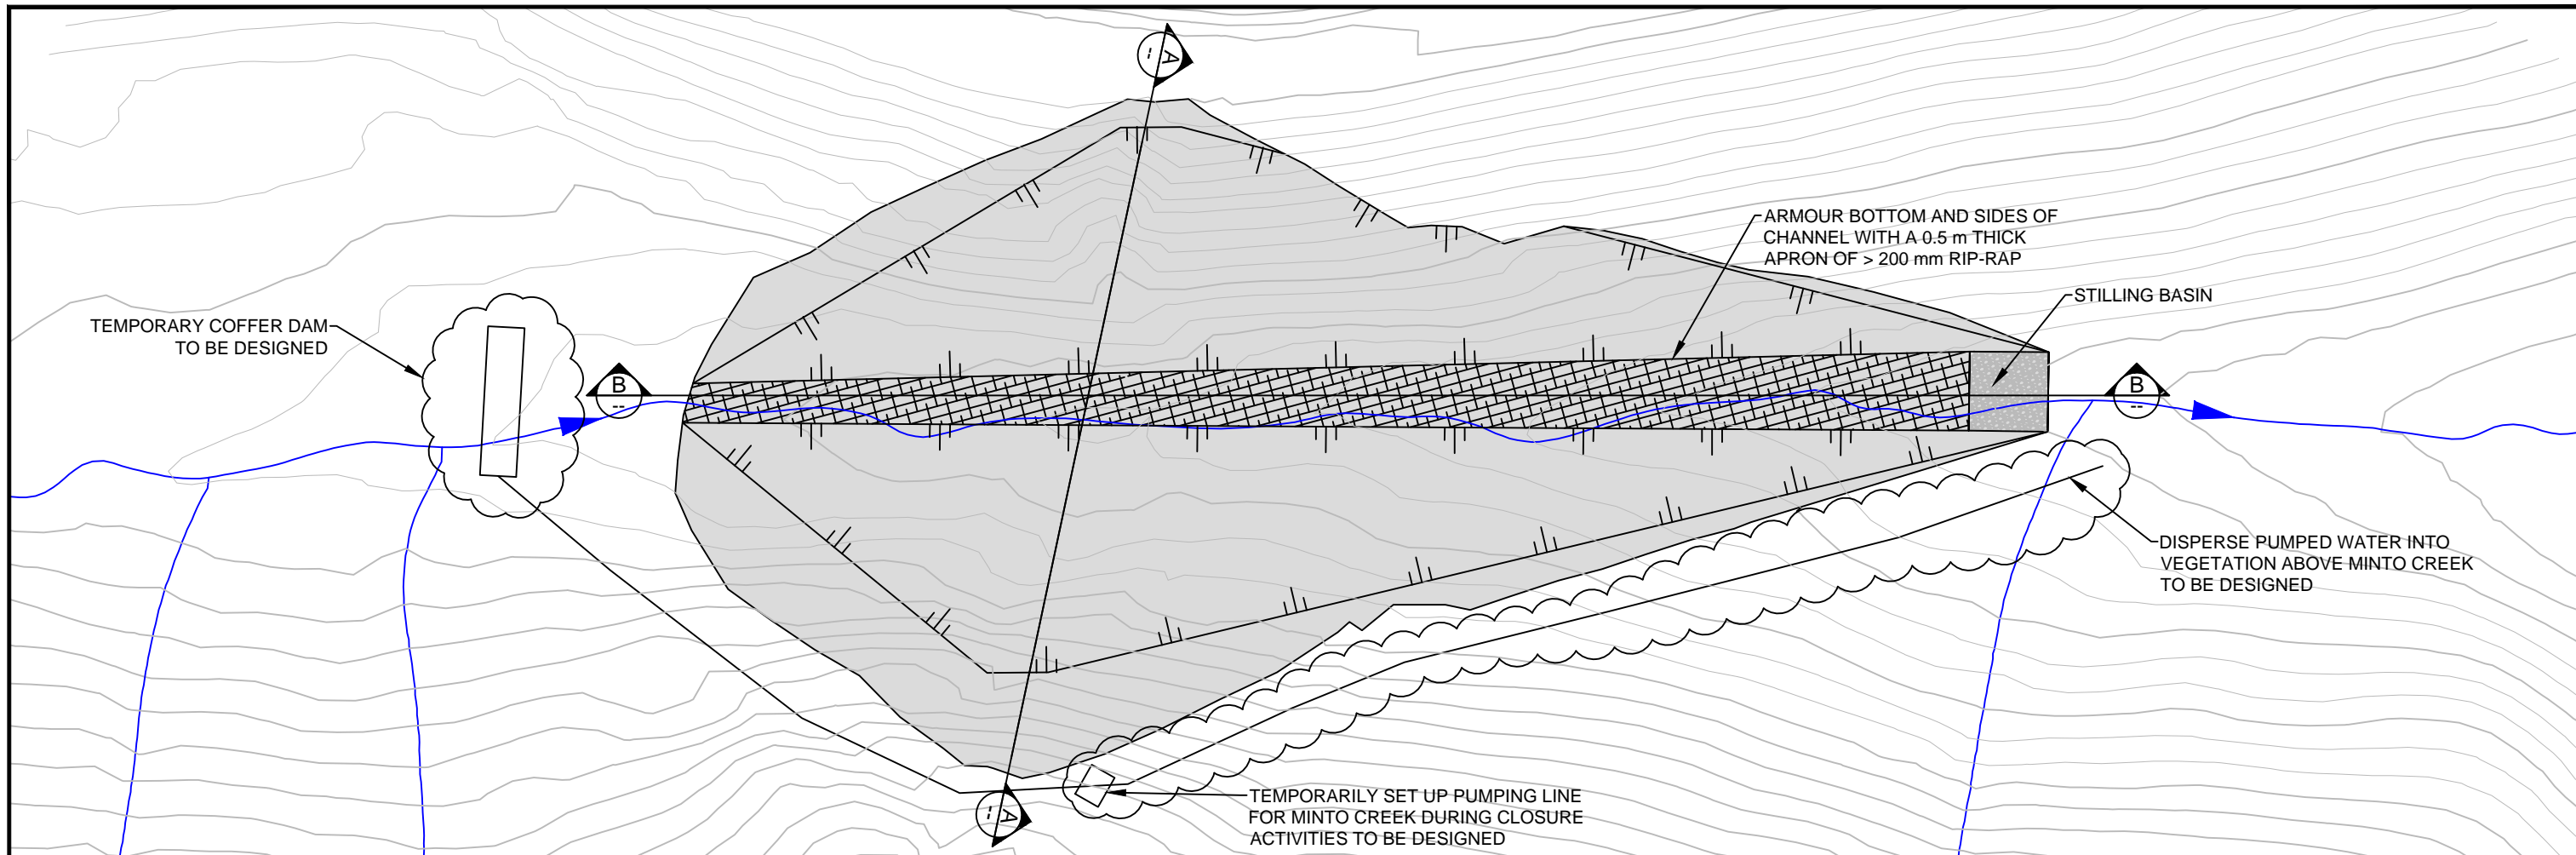 A
--
ARMOUR BOTTOM AND SIDES OF
CHANNEL WITH A 0.5 m THICK
APRON OF > 200 mm RIP-RAP
STILLING BASIN
TEMPORARY COFFER DAM
TO BE DESIGNED
B
--
B
--
DISPERSE PUMPED WATER INTO
VEGETATION ABOVE MINTO CREEK
TO BE DESIGNED
TEMPORARILY SET UP PUMPING LINE
FOR MINTO CREEK DURING CLOSURE
ACTIVITIES TO BE DESIGNED
A
--